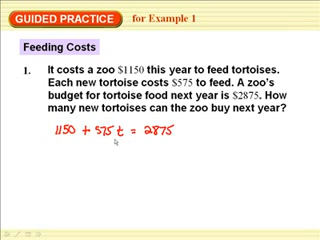 GUIDED PRACTICE for Example 1
Feeding Costs
1. It costs a zoo $1150 this year to feed tortoises.
Each new tortoise costs $575 to feed. A zoo's
budget for tortoise food next year is $2875. How
many new tortoises can the zoo buy next year?
1150 + 575 t = 2875